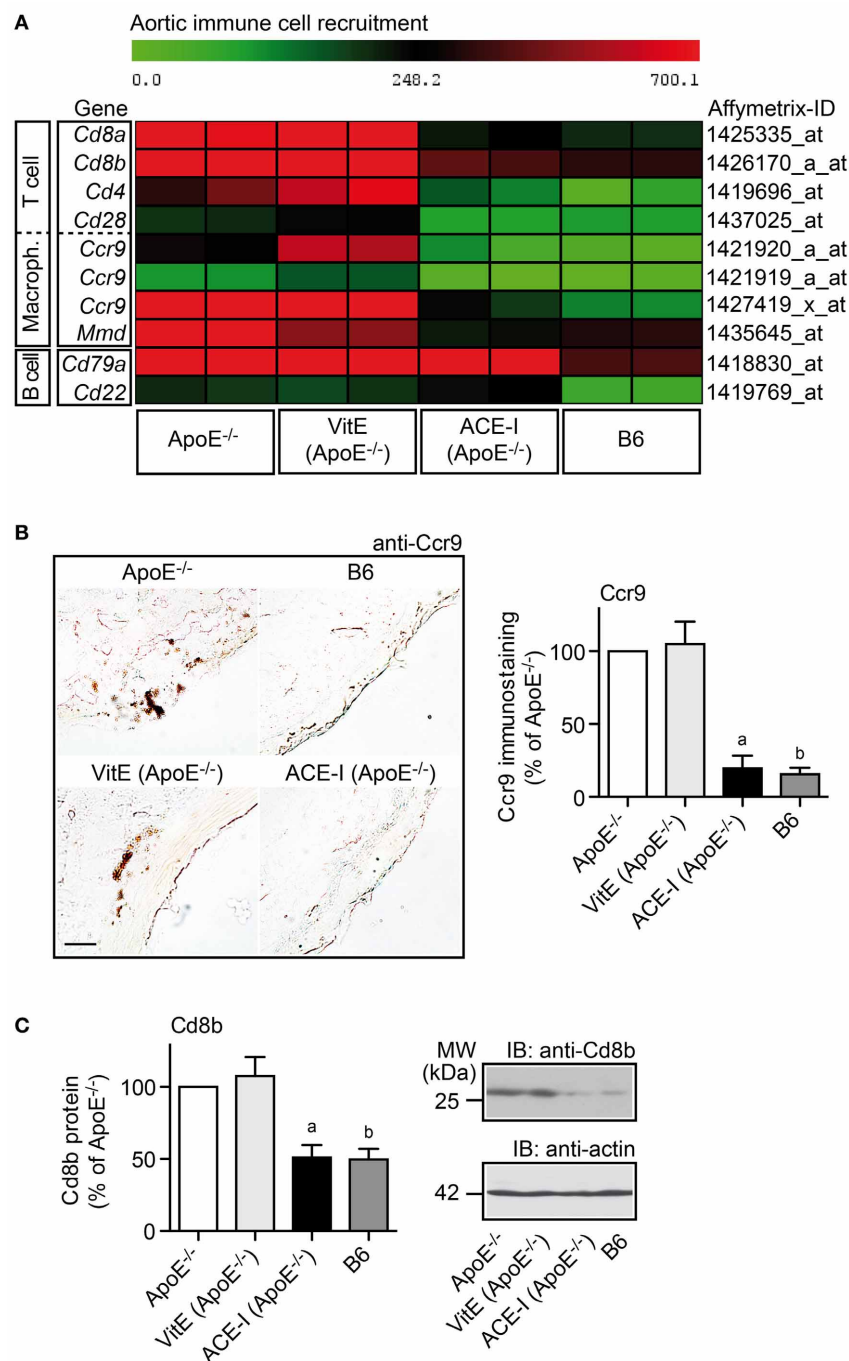 A
Aortic immune cell recruitment
0.0 248.2 700.1
Gene Affymetrix-ID
T cell
Cd8a 1425335_at
Cd8b 1426170_a_at
Cd4 1419696_at
Cd28 1437025_at
Macroph.
Ccr9 1421920_a_at
Ccr9 1421919_a_at
Ccr9 1427419_x_at
Mmd 1435645_at
B cell
Cd79a 1418830_at
Cd22 1419769_at
ApoE-/- VitE (ApoE-/-) ACE-I (ApoE-/-) B6
B
anti-Ccr9
ApoE-/- B6
VitE (ApoE-/-) ACE-I (ApoE-/-)
Ccr9
Ccr9 immunostaining
(% of ApoE-/-)
100
50
0
a b
ApoE-/-
VitE (ApoE-/-)
ACE-I (ApoE-/-)
B6
C
Cd8b
Cd8b protein
(% of ApoE-/-)
100
50
0
a b
ApoE-/-
VitE (ApoE-/-)
ACE-I (ApoE-/-)
B6
MW
(kDa)
IB: anti-Cd8b
25
IB: anti-actin
42
ApoE-/-
VitE (ApoE-/-)
ACE-I (ApoE-/-)
B6